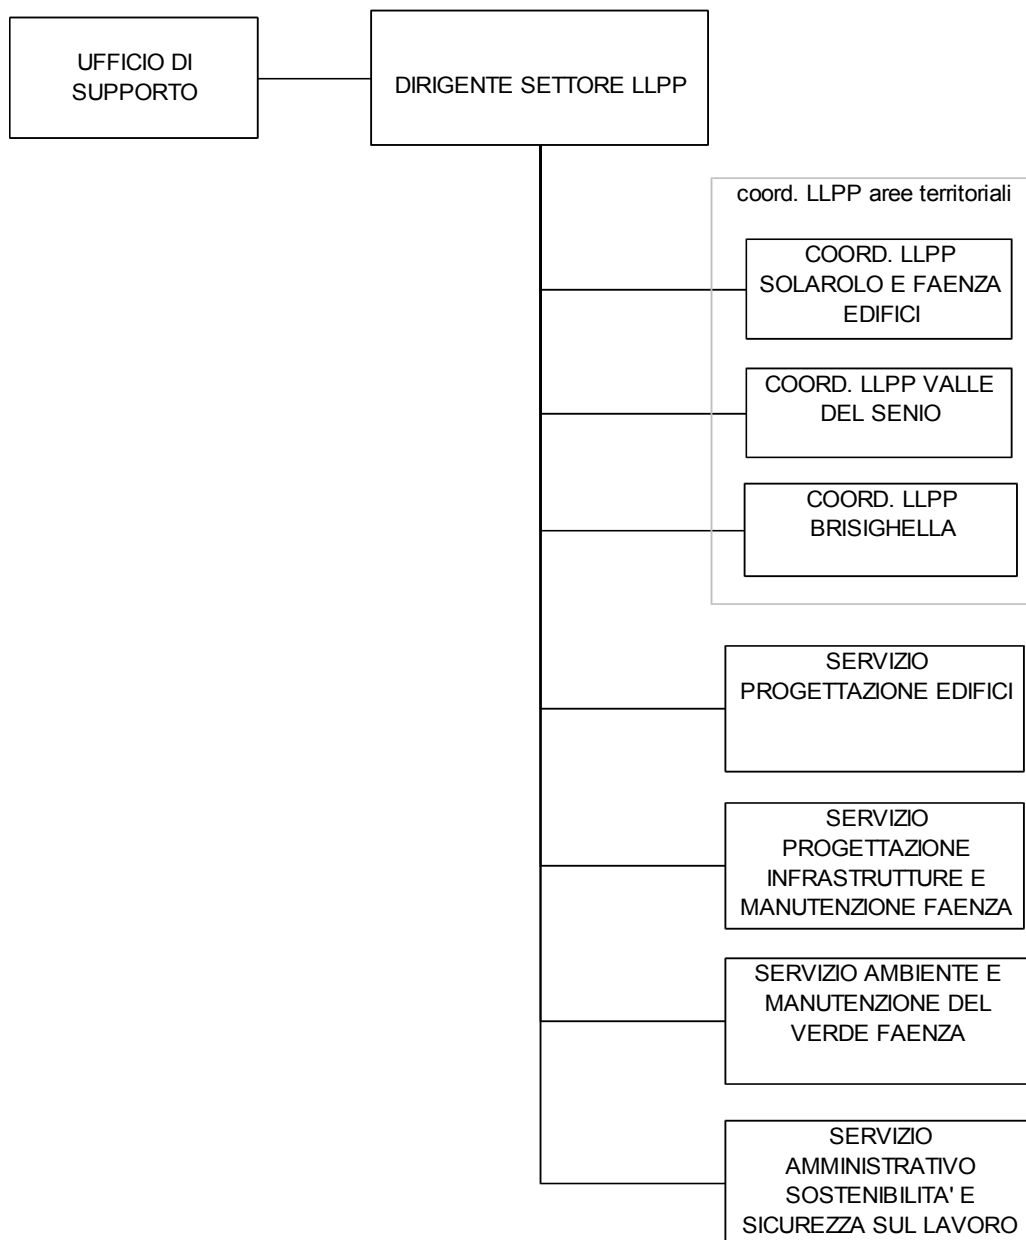 UFFICIO DI
SUPPORTO
DIRIGENTE SETTORE LLPP
coord. LLPP aree territoriali
COORD. LLPP
SOLAROLO E FAENZA
EDIFICI
COORD. LLPP VALLE
DEL SENIO
COORD. LLPP
BRISIGHELLA
SERVIZIO
PROGETTAZIONE EDIFICI
SERVIZIO
PROGETTAZIONE
INFRASTRUTTURE E
MANUTENZIONE FAENZA
SERVIZIO AMBIENTE E
MANUTENZIONE DEL
VERDE FAENZA
SERVIZIO
AMMINISTRATIVO
SOSTENIBILITA' E
SICUREZZA SUL LAVORO